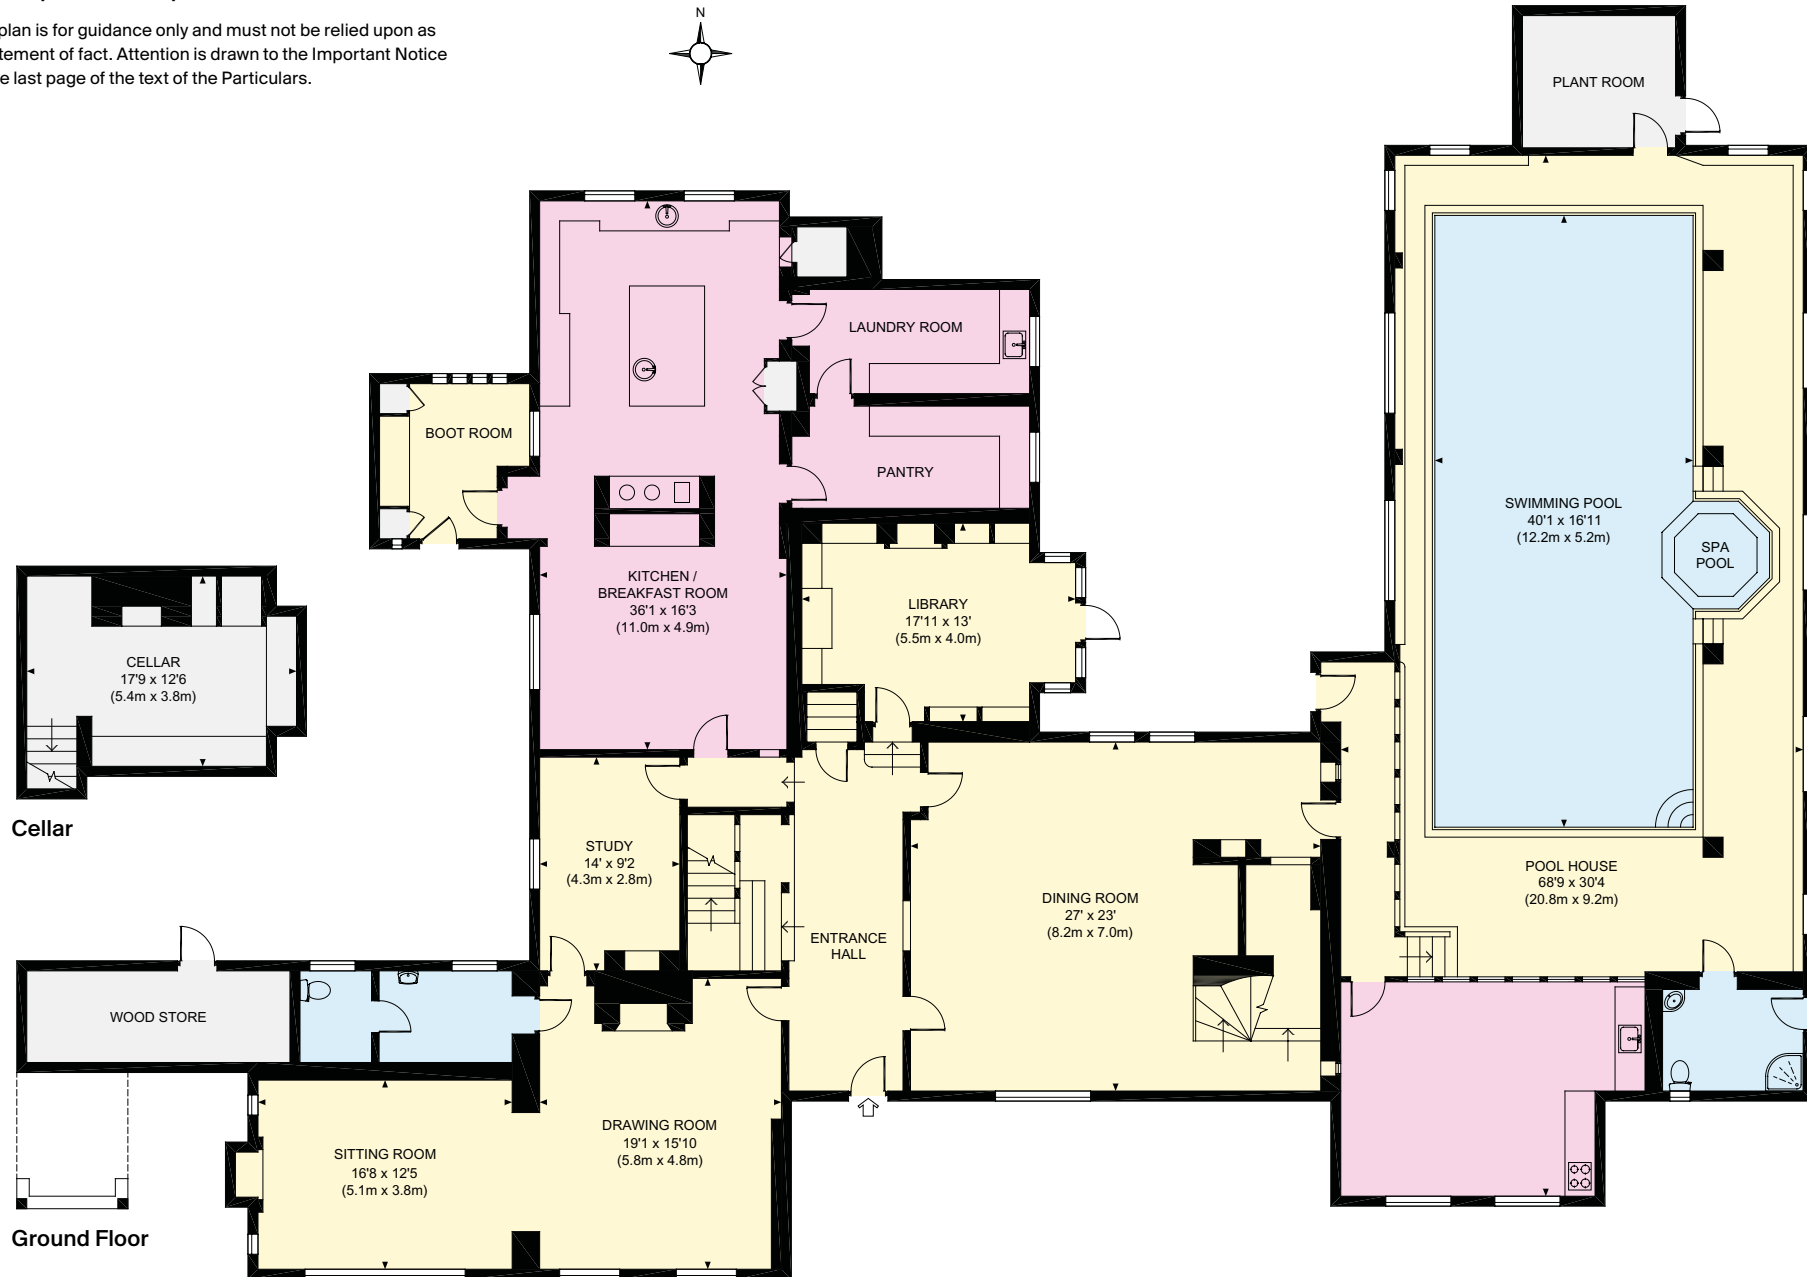 plan is for guidance only and must not be relied upon as
tement of fact. Attention is drawn to the Important Notice
e last page of the text of the Particulars.
N
PLANT ROOM
LAUNDRY ROOM
BOOT ROOM
PANTRY
SWIMMING POOL
40'1 x 16'11
(12.2m x 5.2m)
SPA
POOL
KITCHEN /
BREAKFAST ROOM
36'1 x 16'3
(11.0m x 4.9m)
LIBRARY
17'11 x 13'
(5.5m x 4.0m)
CELLAR
17'9 x 12'6
(5.4m x 3.8m)
Cellar
STUDY
14' x 9'2
(4.3m x 2.8m)
POOL HOUSE
68'9 x 30'4
(20.8m x 9.2m)
DINING ROOM
27' x 23'
(8.2m x 7.0m)
ENTRANCE
HALL
WOOD STORE
DRAWING ROOM
19'1 x 15'10
(5.8m x 4.8m)
SITTING ROOM
16'8 x 12'5
(5.1m x 3.8m)
Ground Floor